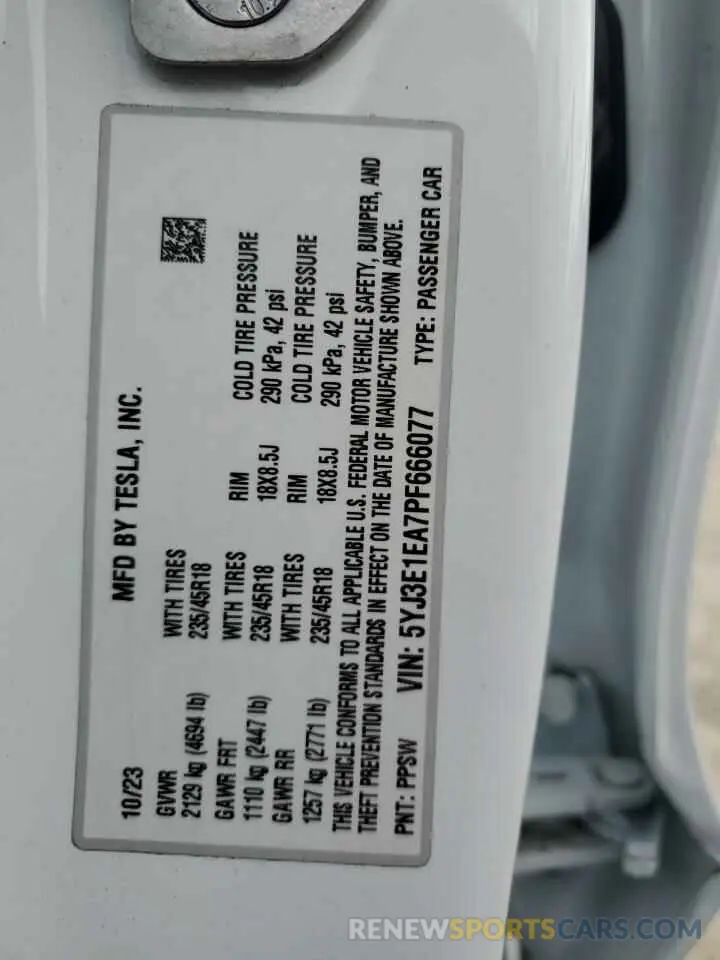 10/23 MFD BY TESLA, INC.
GVWR WITH TIRES
2129 kg (4694 lb) 235/45R18
GAWR FRT WITH TIRES RIM COLD TIRE PRESSURE
1110 kg (2447 lb) 235/45R18 18X8.5J 290 kPa, 42 psi
GAWR RR WITH TIRES RIM COLD TIRE PRESSURE
1257 kg (2771 lb) 235/45R18 18X8.5J 290 kPa, 42 psi
THIS VEHICLE CONFORMS TO ALL APPLICABLE U.S. FEDERAL MOTOR VEHICLE SAFETY, BUMPER, AND
THEFT PREVENTION STANDARDS IN EFFECT ON THE DATE OF MANUFACTURE SHOWN ABOVE.
PNT: PPSW VIN: 5YJ3E1EA7PF666077 TYPE: PASSENGER CAR
RENEWSPORTSCARS.COM